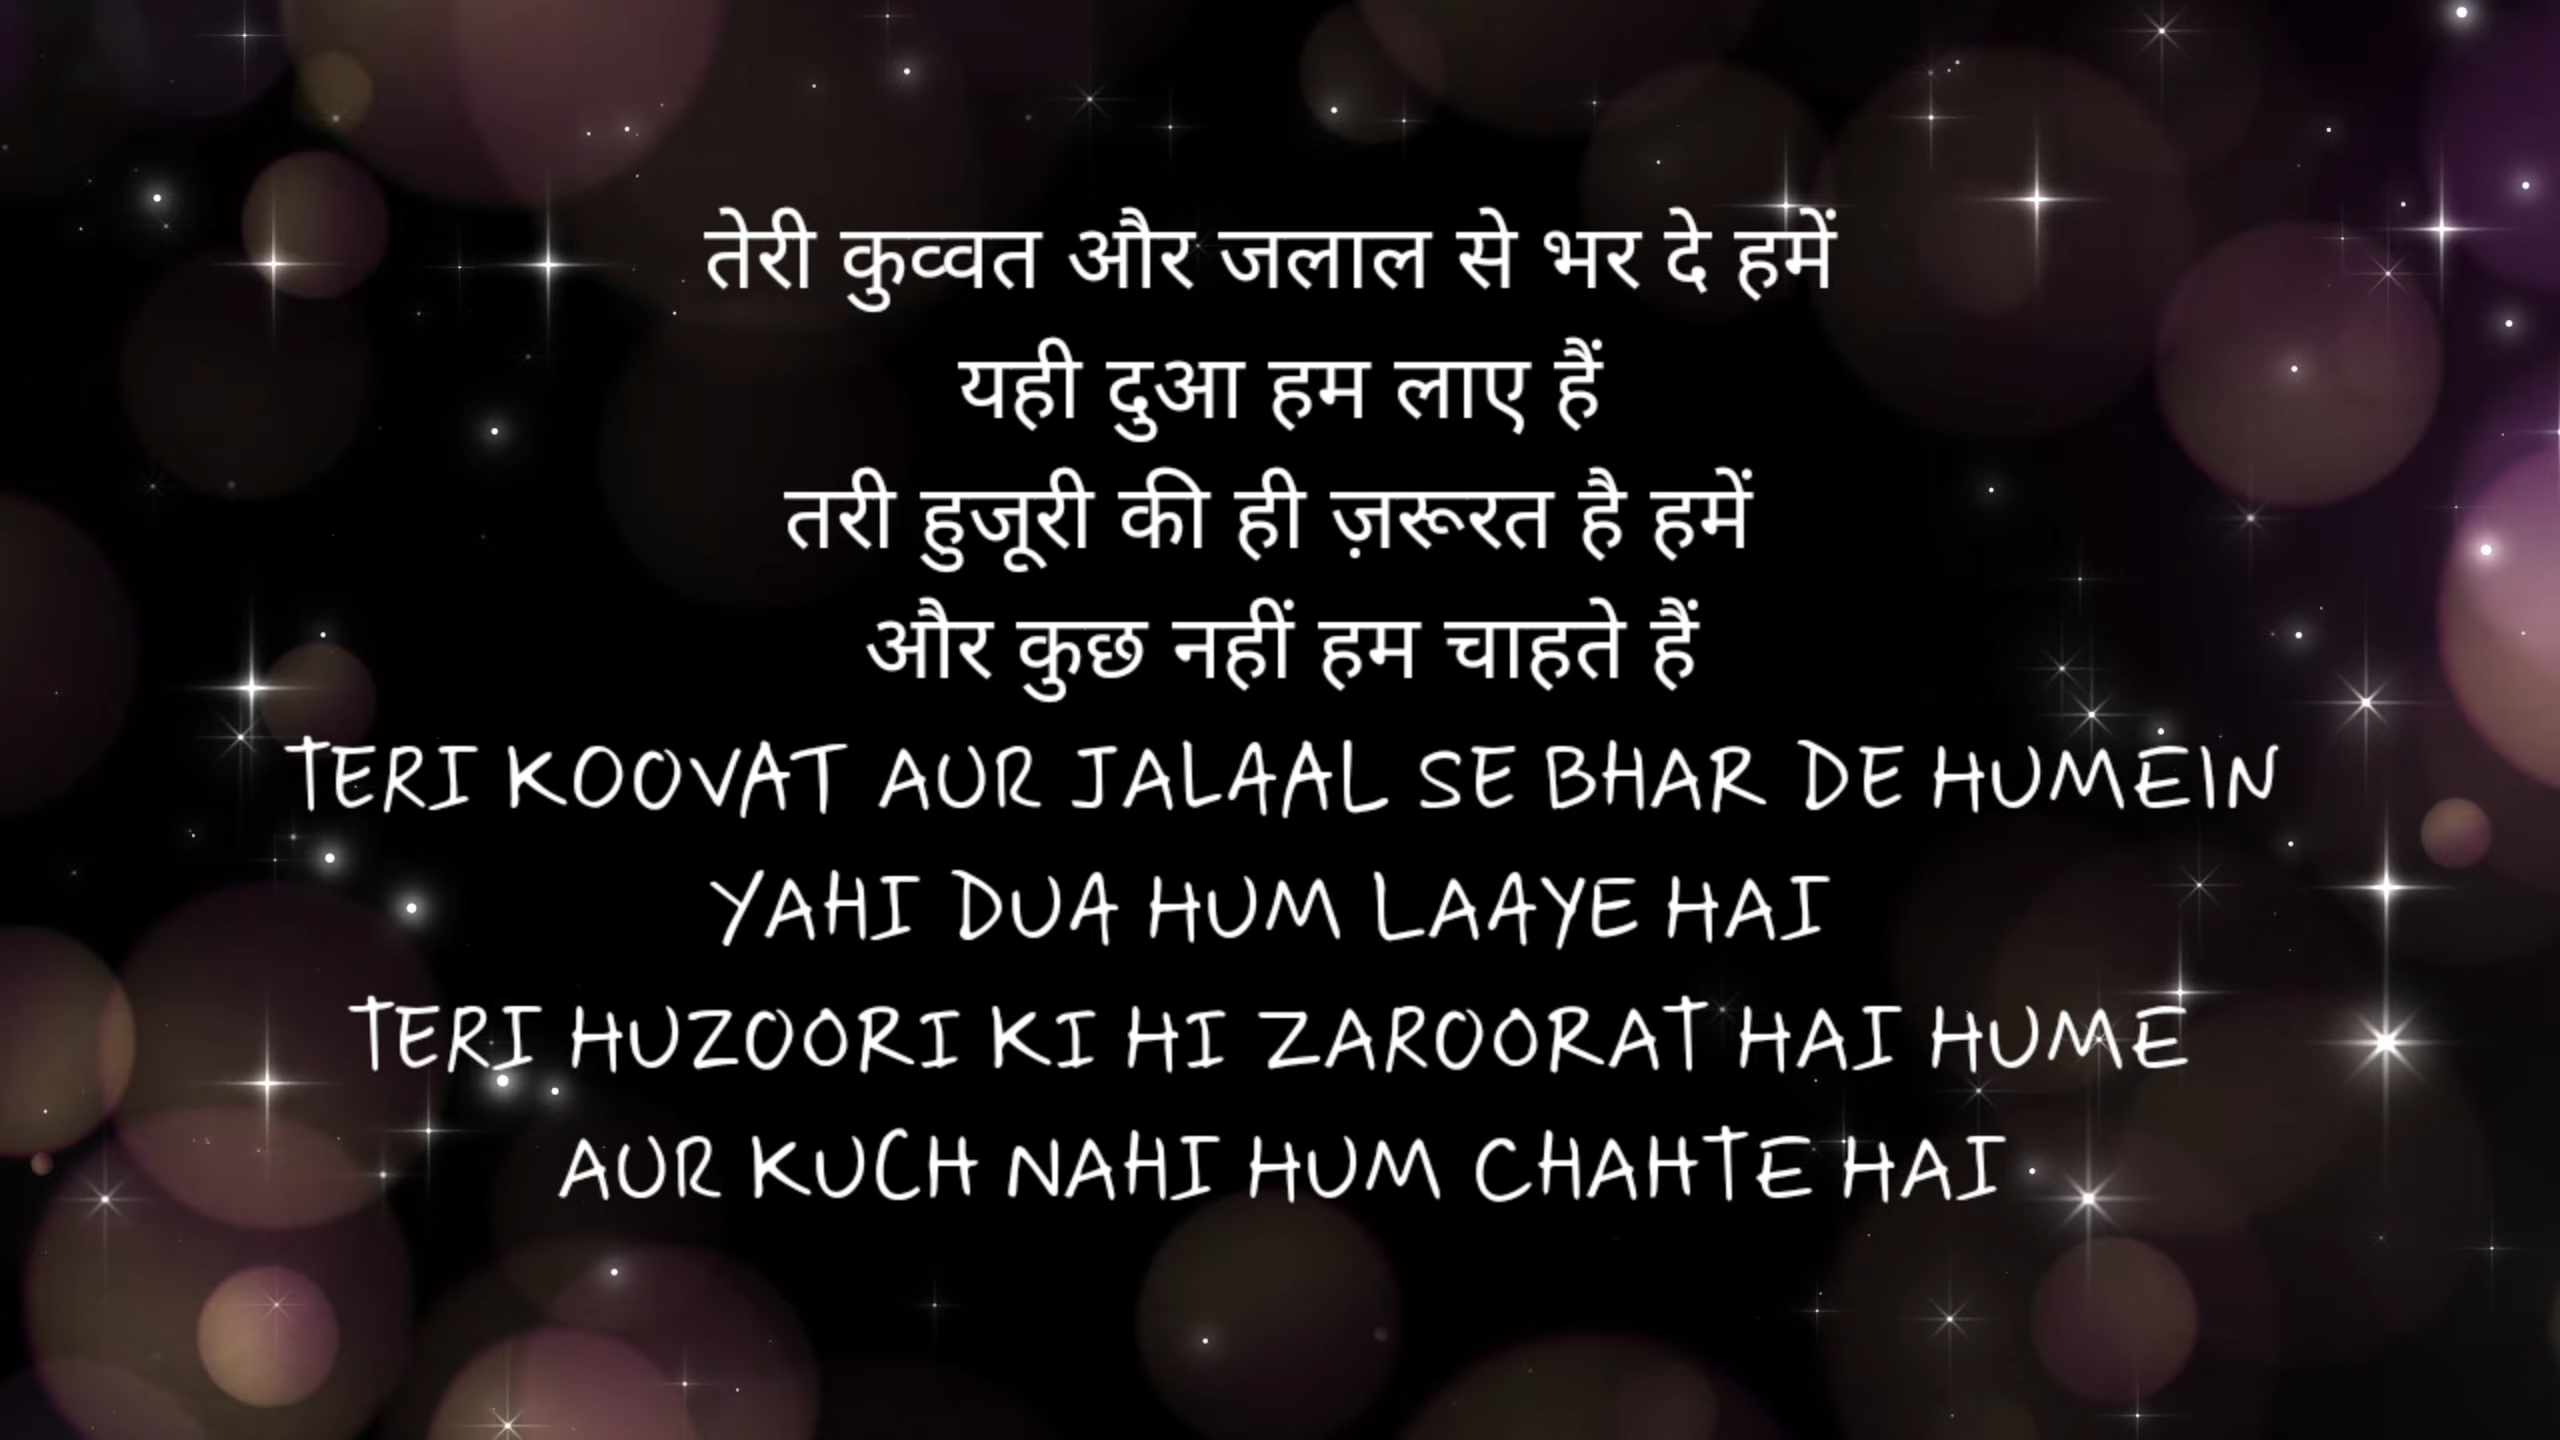 तेरी कुव्वत और जलाल से भर दे हमें
यही दुआ हम लाए हैं
तरी हुजूरी की ही ज़रूरत है हमें
और कुछ नहीं हम चाहते हैं
TERI KOOVAT AUR JALAAL SE BHAR DE HUMEIN
YAHI DUA HUM LAAYE HAI
TERI HUZOORI KI HI ZAROORAT HAI HUME
AUR KUCH NAHI HUM CHAHTE HAI